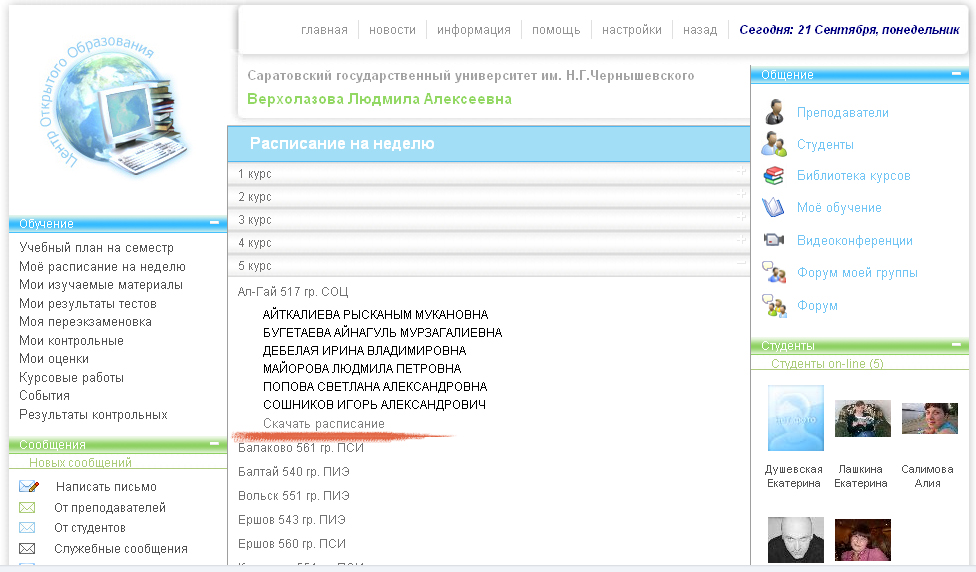 главная
новости
информация
помощь
настройки
назад
Сегодня: 21 Сентября, понедельник
Центр Открытого Образования
Саратовский государственный университет им. Н.Г.Чернышевского
Верхолазова Людмила Алексеевна
Обучение
Учебный план на семестр
Моё расписание на неделю
Мои изучаемые материалы
Мои результаты тестов
Моя переэкзаменовка
Мои контрольные
Мои оценки
Курсовые работы
События
Результаты контрольных
Сообщения
Новых сообщений
Написать письмо
От преподавателей
От студентов
Служебные сообщения
Расписание на неделю
1 курс
2 курс
3 курс
4 курс
5 курс
Ал-Гай 517 гр. СОЦ
АЙТКАЛИЕВА РЫСКАНЫМ МУКАНОВНА
БУГЕТАЕВА АЙНАГУЛЬ МУРЗАГАЛИЕВНА
ДЕБЕЛАЯ ИРИНА ВЛАДИМИРОВНА
МАЙОРОВА ЛЮДМИЛА ПЕТРОВНА
ПОПОВА СВЕТЛАНА АЛЕКСАНДРОВНА
СОШНИКОВ ИГОРЬ АЛЕКСАНДРОВИЧ
Скачать расписание
Балаково 561 гр. ПСИ
Балтай 540 гр. ПИЭ
Вольск 551 гр. ПИЭ
Ершов 543 гр. ПИЭ
Ершов 560 гр. ПСИ
Общение
Преподаватели
Студенты
Библиотека курсов
Моё обучение
Видеоконференции
Форум моей группы
Форум
Студенты
Студенты on-line (5)
НЕТ ФОТО
Душевская
Екатерина
Лашкина
Екатерина
Салимова
Алия